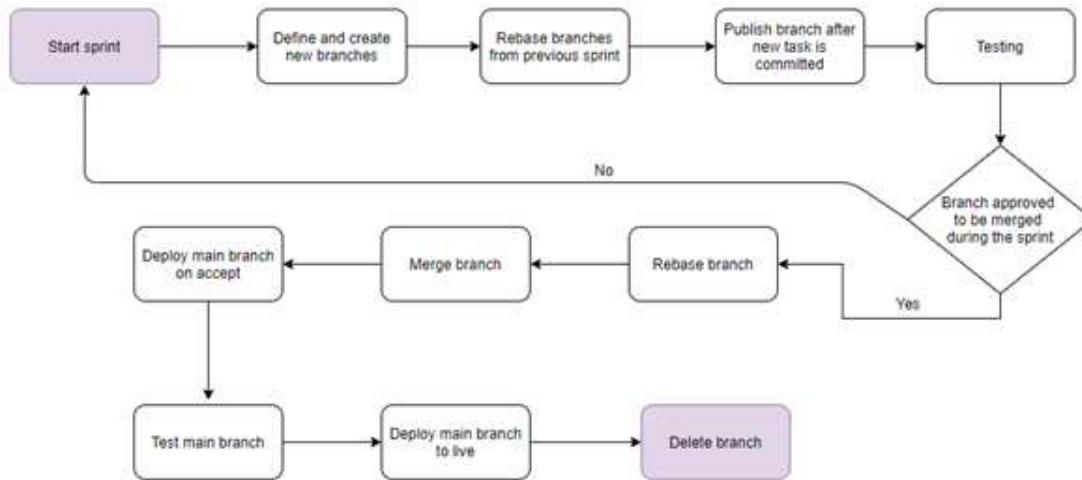 Start sprint
Define and create
new branches
Rebase branches
from previous sprint
Publish branch after
new task is
committed
Testing
No
Branch approved
to be merged
during the sprint
Yes
Rebase branch
Merge branch
Deploy main branch
on accept
Test main branch
Deploy main branch
to live
Delete branch